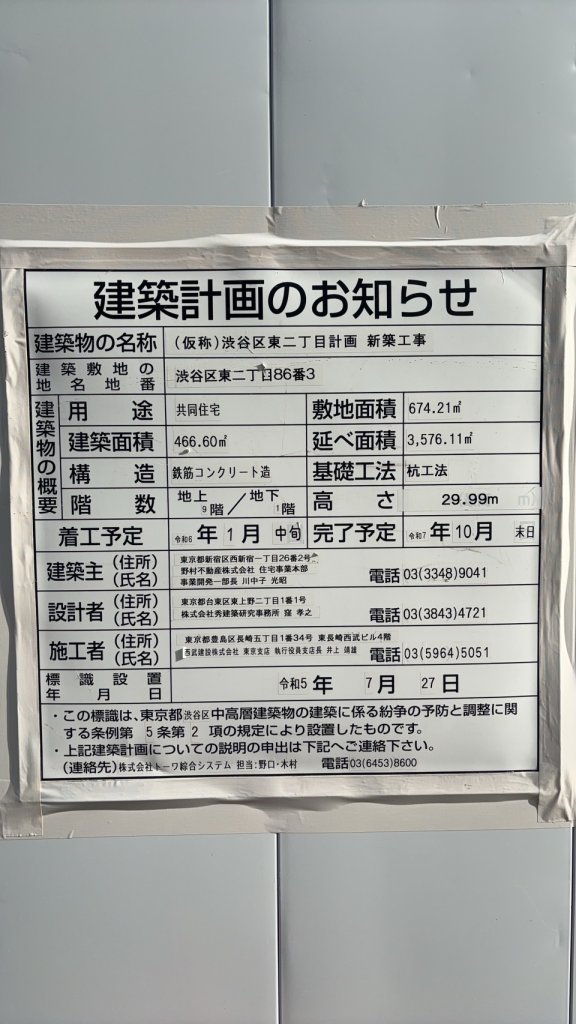 建築計画のお知らせ
建築物の名称 (仮称)渋谷区東二丁目計画 新築工事
建築敷地の地名地番 渋谷区東二丁目86番3
建築物の概要
用途 共同住宅 敷地面積 674.21㎡
建築面積 466.60㎡ 延べ面積 3,576.11㎡
構造 鉄筋コンクリート造 基礎工法 杭工法
階数 地上9階/地下1階 高さ 29.99m
着工予定 令和6年1月中旬 完了予定 令和7年10月末日
建築主(住所)(氏名) 東京都新宿区西新宿一丁目26番2号
野村不動産株式会社 住宅事業本部
事業開発一部長 川中子 光昭 電話03(3348)9041
設計者(住所)(氏名) 東京都台東区東上野二丁目1番1号
株式会社秀建築研究事務所 窪 孝之 電話03(3843)4721
施工者(住所)(氏名) 東京都豊島区長崎五丁目1番34号 東長崎西武ビル4階
西武建設株式会社 東京支店 執行役員支店長 井上 靖雄 電話03(5964)5051
標識設置年月日 令和5年7月27日
・この標識は、東京都渋谷区中高層建築物の建築に係る紛争の予防と調整に関
する条例第5条第2項の規定により設置したものです。
・上記建築計画についての説明の申出は下記へご連絡下さい。
(連絡先)株式会社トーワ綜合システム 担当:野口・木村 電話03(6453)8600